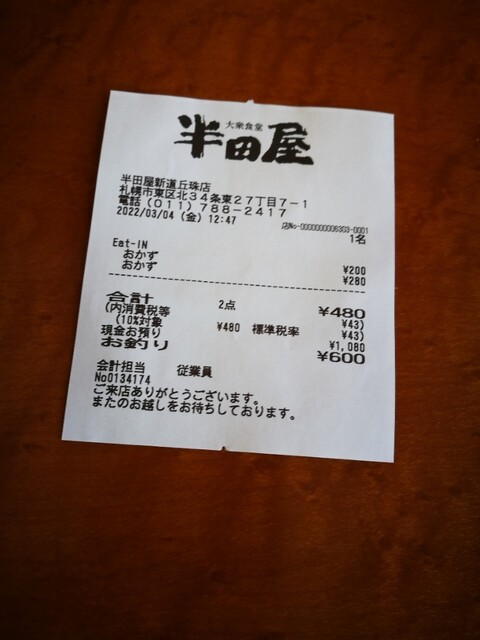 大衆食堂
半田屋
半田屋新道丘珠店
札幌市東区北34条東27丁目7-1
電話(011)788-2417
2022/03/04 (金) 12:47
店No-0000000006303-0001
1名
Eat-IN
おかず ¥200
おかず ¥280
合計 2点 ¥480
(内消費税等 ¥43)
(10%対象 ¥480 標準税率 ¥43)
現金お預り ¥1,080
お釣り ¥600
会計担当 従業員
No0134174
ご来店ありがとうございます。
またのお越しをお待ちしております。